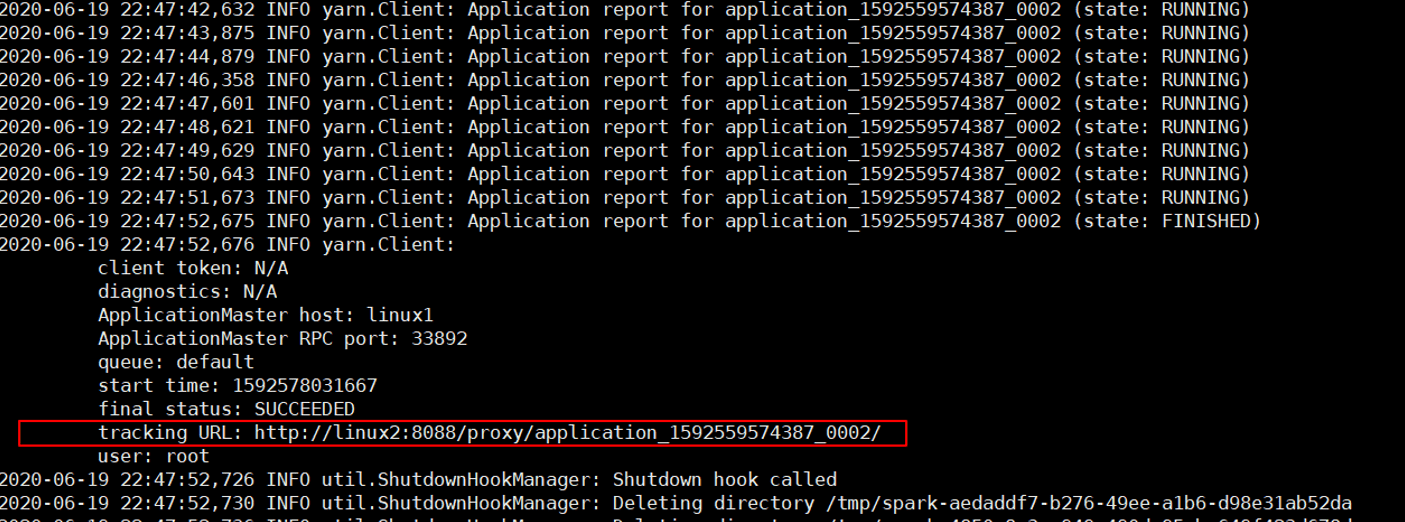 2020-06-19 22:47:42,632 INFO yarn.Client: Application report for application_1592559574387_0002 (state: RUNNING)
2020-06-19 22:47:43,875 INFO yarn.Client: Application report for application_1592559574387_0002 (state: RUNNING)
2020-06-19 22:47:44,879 INFO yarn.Client: Application report for application_1592559574387_0002 (state: RUNNING)
2020-06-19 22:47:46,358 INFO yarn.Client: Application report for application_1592559574387_0002 (state: RUNNING)
2020-06-19 22:47:47,601 INFO yarn.Client: Application report for application_1592559574387_0002 (state: RUNNING)
2020-06-19 22:47:48,621 INFO yarn.Client: Application report for application_1592559574387_0002 (state: RUNNING)
2020-06-19 22:47:49,629 INFO yarn.Client: Application report for application_1592559574387_0002 (state: RUNNING)
2020-06-19 22:47:50,643 INFO yarn.Client: Application report for application_1592559574387_0002 (state: RUNNING)
2020-06-19 22:47:51,673 INFO yarn.Client: Application report for application_1592559574387_0002 (state: RUNNING)
2020-06-19 22:47:52,675 INFO yarn.Client: Application report for application_1592559574387_0002 (state: FINISHED)
2020-06-19 22:47:52,676 INFO yarn.Client:
client token: N/A
diagnostics: N/A
ApplicationMaster host: linux1
ApplicationMaster RPC port: 33892
queue: default
start time: 1592578031667
final status: SUCCEEDED
tracking URL: http://linux2:8088/proxy/application_1592559574387_0002/
user: root
2020-06-19 22:47:52,726 INFO util.ShutdownHookManager: Shutdown hook called
2020-06-19 22:47:52,730 INFO util.ShutdownHookManager: Deleting directory /tmp/spark-aedaddf7-b276-49ee-a1b6-d98e31ab52da